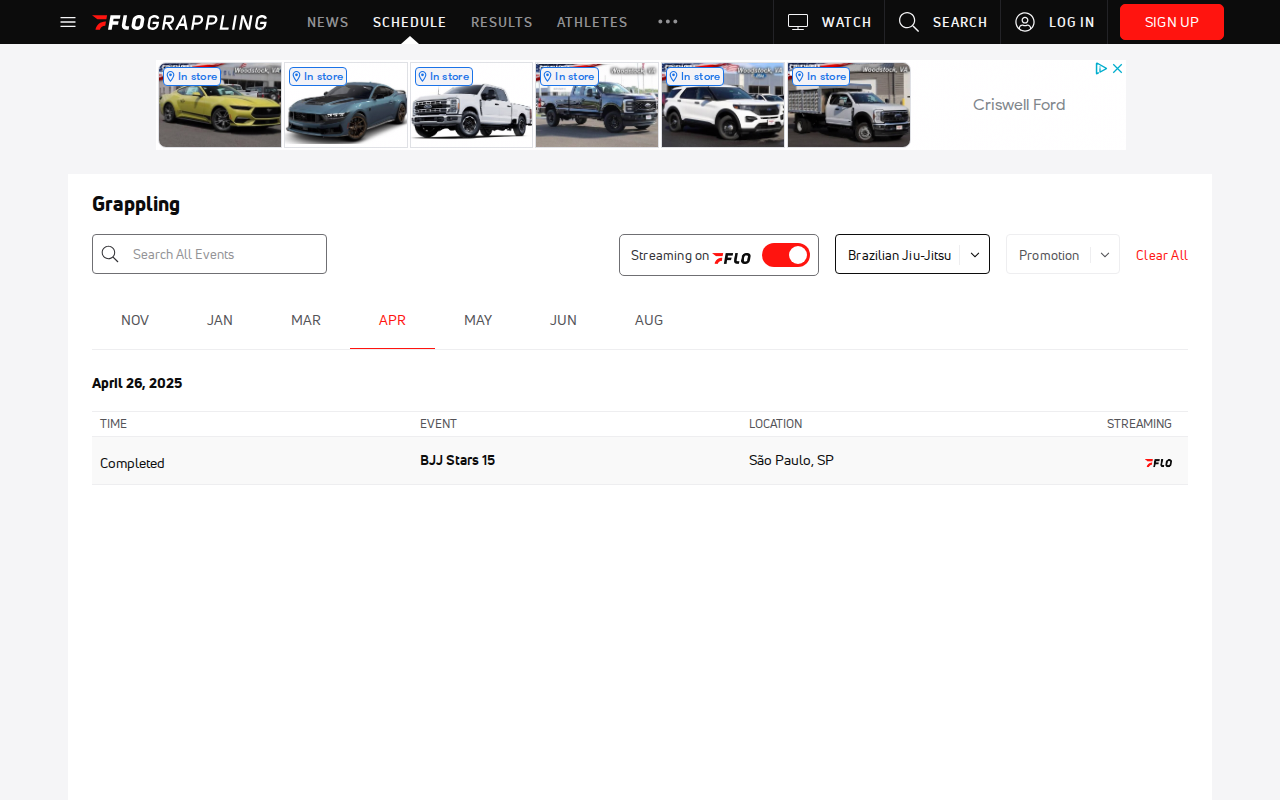 FLOGRAPPLING NEWS SCHEDULE RESULTS ATHLETES WATCH SEARCH LOG IN SIGN UP
In store In store In store In store In store In store
Woodstock, VA Woodstock, VA Woodstock, VA Woodstock, VA
Criswell Ford
Grappling
Search All Events Streaming on FLO Brazilian Jiu-Jitsu Promotion Clear All
NOV JAN MAR APR MAY JUN AUG
April 26, 2025
TIME EVENT LOCATION STREAMING
Completed BJJ Stars 15 São Paulo, SP FLO